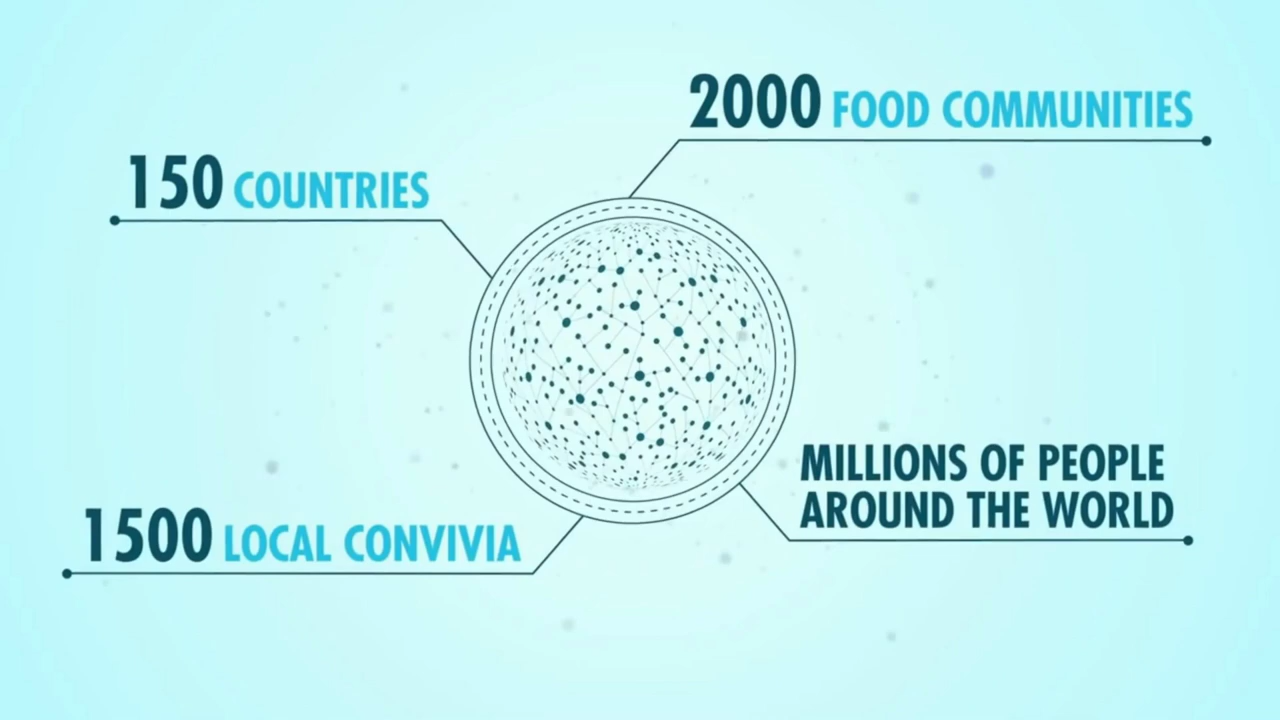 2000 FOOD COMMUNITIES
150 COUNTRIES
MILLIONS OF PEOPLE
AROUND THE WORLD
1500 LOCAL CONVIVIA